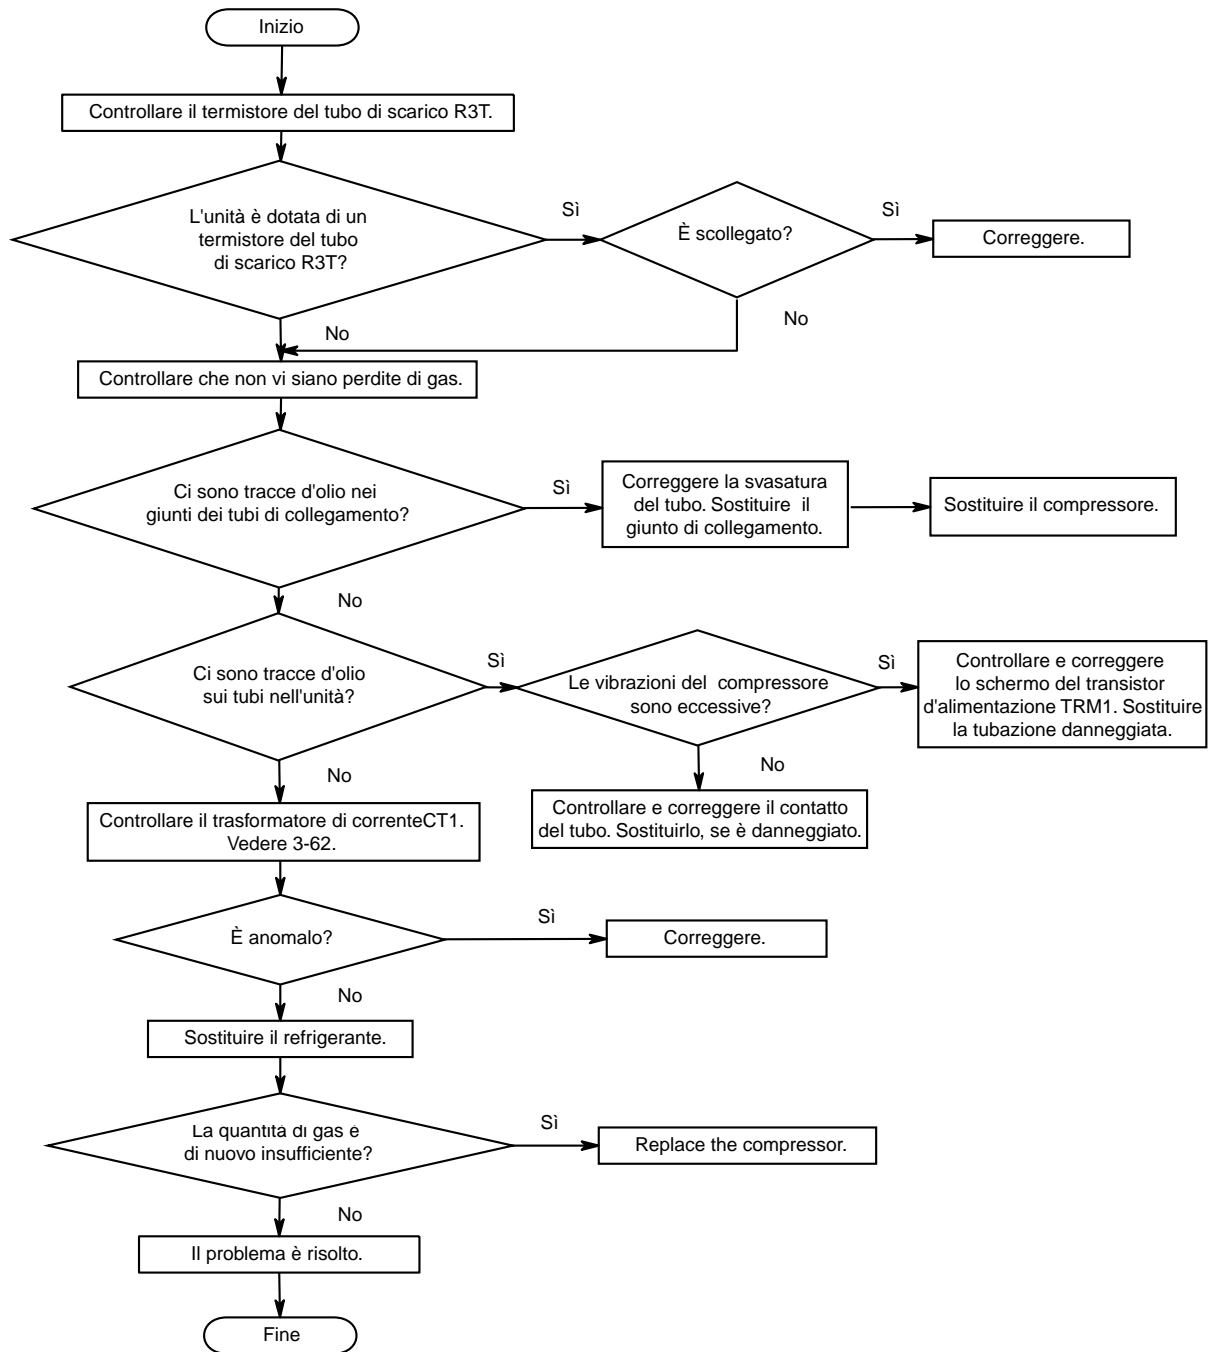 Inizio
Controllare il termistore del tubo di scarico R3T.
L'unità è dotata di un
termistore del tubo
di scarico R3T?
Sì
È scollegato?
Sì
Correggere.
No
No
Controllare che non vi siano perdite di gas.
Ci sono tracce d'olio nei
giunti dei tubi di collegamento?
Sì
Correggere la svasatura
del tubo. Sostituire il
giunto di collegamento.
Sostituire il compressore.
No
Ci sono tracce d'olio
sui tubi nell'unità?
Sì
Le vibrazioni del compressore
sono eccessive?
Sì
Controllare e correggere
lo schermo del transistor
d'alimentazione TRM1. Sostituire
la tubazione danneggiata.
No
Controllare e correggere il contatto
del tubo. Sostituirlo, se è danneggiato.
No
Controllare il trasformatore di correnteCT1.
Vedere 3-62.
È anomalo?
Sì
Correggere.
No
Sostituire il refrigerante.
La quantità di gas è
di nuovo insufficiente?
Sì
Replace the compressor.
No
Il problema è risolto.
Fine